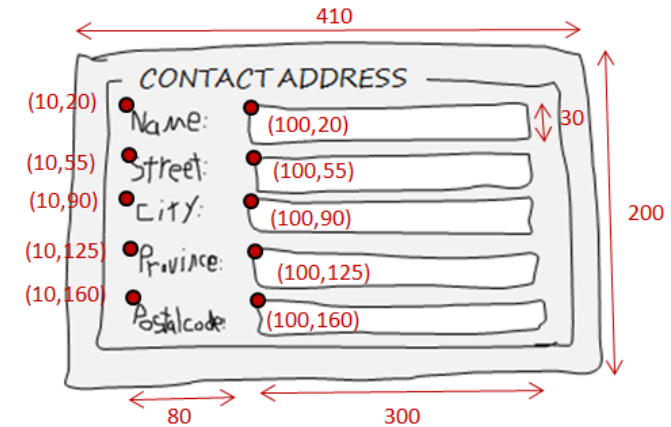 410
CONTACT ADDRESS
(10,20) Name: (100,20) 30
(10,55) Street: (100,55)
(10,90) City: (100,90) 200
(10,125) Province: (100,125)
(10,160) Postalcode: (100,160)
80 300